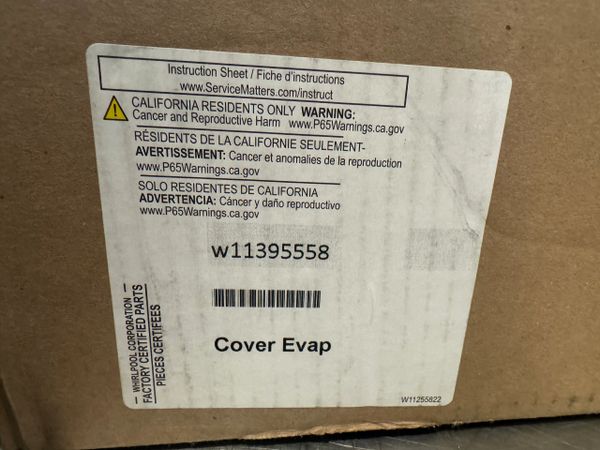 Instruction Sheet / Fiche d'instructions
www.ServiceMatters.com/instruct
CALIFORNIA RESIDENTS ONLY WARNING:
Cancer and Reproductive Harm www.P65Warnings.ca.gov
RÉSIDENTS DE LA CALIFORNIE SEULEMENT-
AVERTISSEMENT: Cancer et anomalies de la reproduction
www.P65Warnings.ca.gov
SOLO RESIDENTES DE CALIFORNIA
ADVERTENCIA: Cáncer y daño reproductivo
www.P65Warnings.ca.gov
w11395558
Cover Evap
— WHIRLPOOL CORPORATION —
FACTORY CERTIFIED PARTS
PIECES CERTIFEES
W11255822